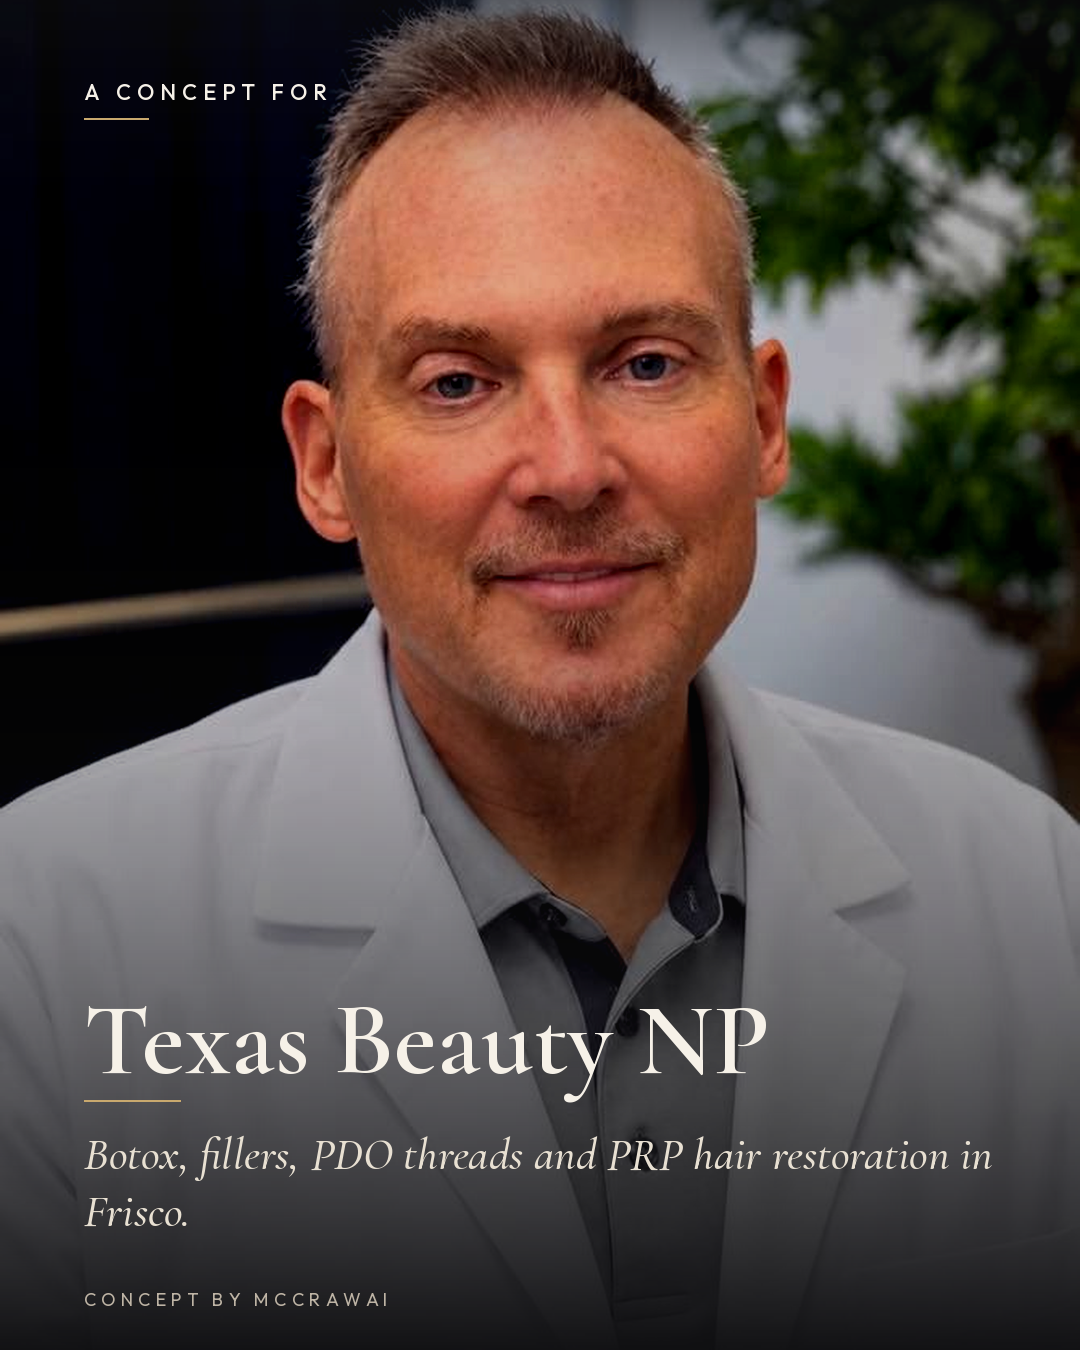 A CONCEPT FOR
Texas Beauty NP
Botox, fillers, PDO threads and PRP hair restoration in
Frisco.
CONCEPT BY MCCRAWAI